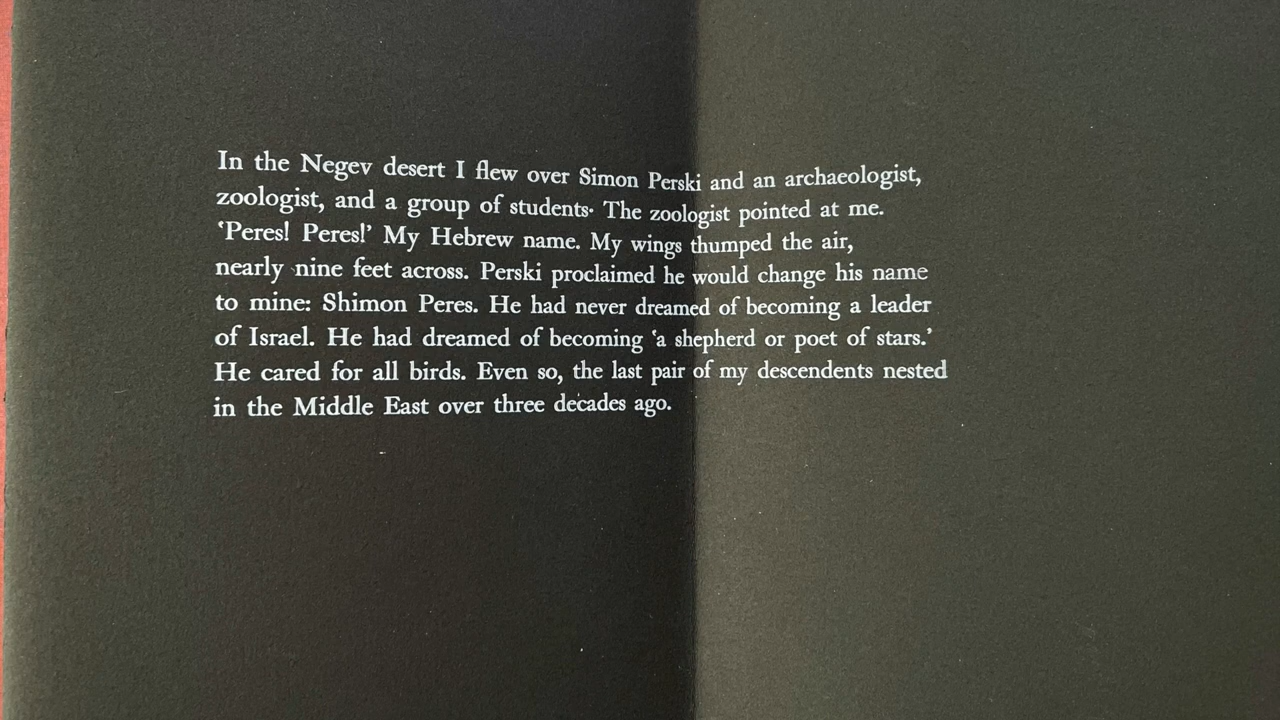 In the Negev desert I flew over Simon Perski and an archaeologist,
zoologist, and a group of students. The zoologist pointed at me.
‘Peres! Peres!’ My Hebrew name. My wings thumped the air,
nearly nine feet across. Perski proclaimed he would change his name
to mine: Shimon Peres. He had never dreamed of becoming a leader
of Israel. He had dreamed of becoming ‘a shepherd or poet of stars.’
He cared for all birds. Even so, the last pair of my descendents nested
in the Middle East over three decades ago.